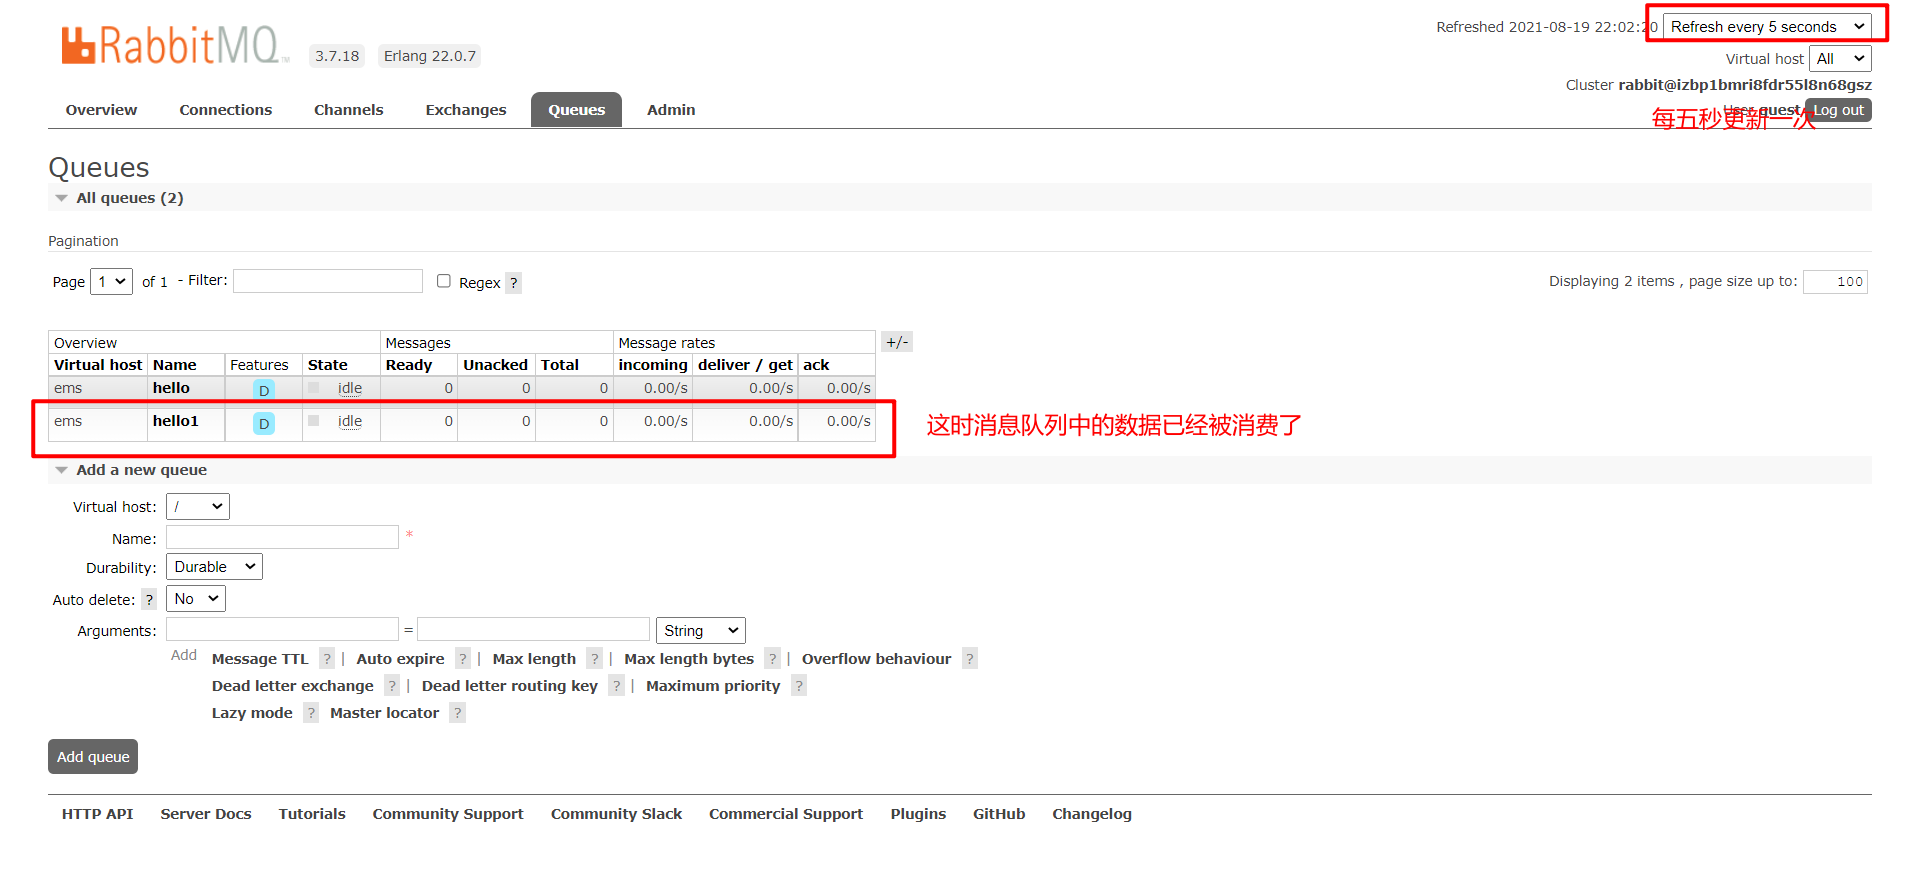 RabbitMQ TM 3.7.18 Erlang 22.0.7
Refreshed 2021-08-19 22:02:20 Refresh every 5 seconds
Virtual host All
Cluster rabbit@izbp1bmri8fdr55l8n68gsz
User guest Log out
每五秒更新一次
Overview Connections Channels Exchanges Queues Admin
Queues
All queues (2)
Pagination
Page 1 of 1 - Filter: Regex ? Displaying 2 items , page size up to: 100
Overview Messages Message rates +/-
Virtual host Name Features State Ready Unacked Total incoming deliver / get ack
ems hello D idle 0 0 0 0.00/s 0.00/s 0.00/s
ems hello1 D idle 0 0 0 0.00/s 0.00/s 0.00/s
这时消息队列中的数据已经被消费了
Add a new queue
Virtual host: /
Name: *
Durability: Durable
Auto delete: ? No
Arguments: = String
Add Message TTL ? | Auto expire ? | Max length ? | Max length bytes ? | Overflow behaviour ?
Dead letter exchange ? | Dead letter routing key ? | Maximum priority ?
Lazy mode ? Master locator ?
Add queue
HTTP API Server Docs Tutorials Community Support Community Slack Commercial Support Plugins GitHub Changelog